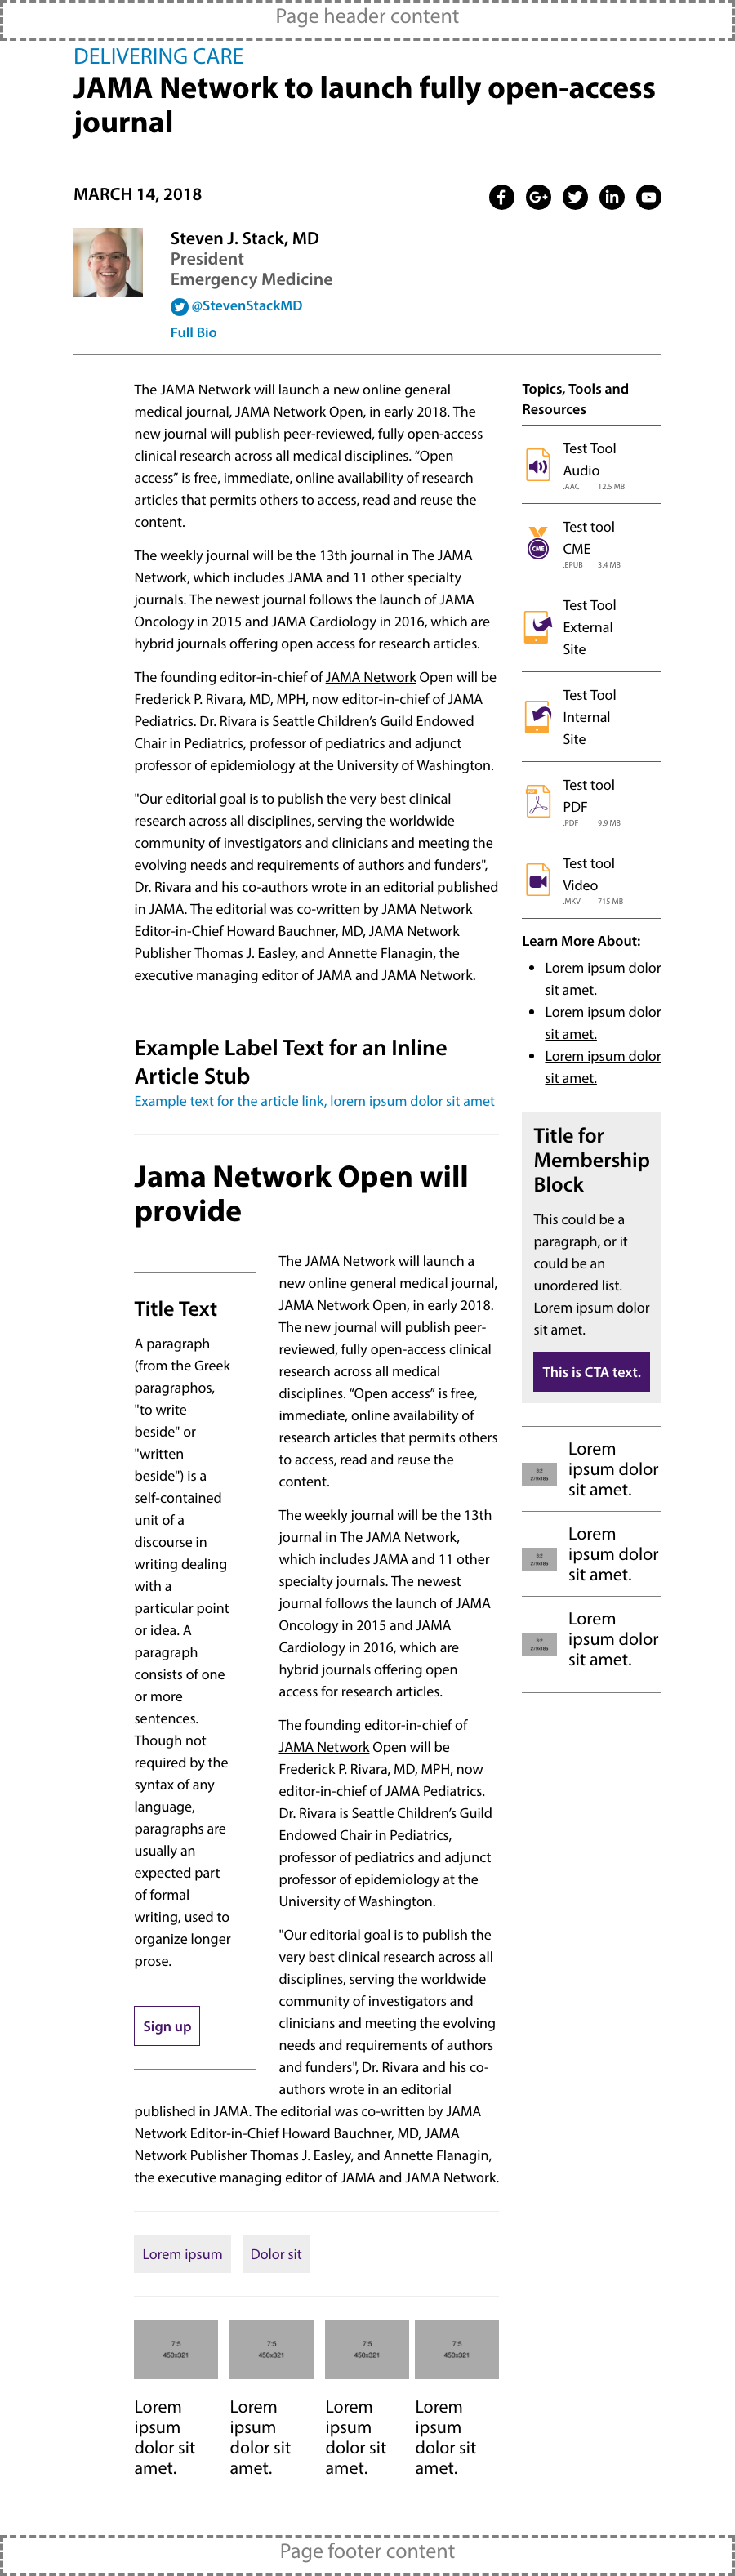 Page header content
DELIVERING CARE
JAMA Network to launch fully open-access
journal
MARCH 14, 2018
Steven J. Stack, MD
President
Emergency Medicine
@StevenStackMD
Full Bio
The JAMA Network will launch a new online general
medical journal, JAMA Network Open, in early 2018. The
new journal will publish peer-reviewed, fully open-access
clinical research across all medical disciplines. “Open
access” is free, immediate, online availability of research
articles that permits others to access, read and reuse the
content.
The weekly journal will be the 13th journal in The JAMA
Network, which includes JAMA and 11 other specialty
journals. The newest journal follows the launch of JAMA
Oncology in 2015 and JAMA Cardiology in 2016, which are
hybrid journals offering open access for research articles.
The founding editor-in-chief of JAMA Network Open will be
Frederick P. Rivara, MD, MPH, now editor-in-chief of JAMA
Pediatrics. Dr. Rivara is Seattle Children’s Guild Endowed
Chair in Pediatrics, professor of pediatrics and adjunct
professor of epidemiology at the University of Washington.
"Our editorial goal is to publish the very best clinical
research across all disciplines, serving the worldwide
community of investigators and clinicians and meeting the
evolving needs and requirements of authors and funders",
Dr. Rivara and his co-authors wrote in an editorial published
in JAMA. The editorial was co-written by JAMA Network
Editor-in-Chief Howard Bauchner, MD, JAMA Network
Publisher Thomas J. Easley, and Annette Flanagin, the
executive managing editor of JAMA and JAMA Network.
Example Label Text for an Inline
Article Stub
Example text for the article link, lorem ipsum dolor sit amet
Jama Network Open will
provide
Title Text
A paragraph
(from the Greek
paragraphos,
"to write
beside" or
"written
beside") is a
self-contained
unit of a
discourse in
writing dealing
with a
particular point
or idea. A
paragraph
consists of one
or more
sentences.
Though not
required by the
syntax of any
language,
paragraphs are
usually an
expected part
of formal
writing, used to
organize longer
prose.
Sign up
The JAMA Network will launch a
new online general medical journal,
JAMA Network Open, in early 2018.
The new journal will publish peer-
reviewed, fully open-access clinical
research across all medical
disciplines. “Open access” is free,
immediate, online availability of
research articles that permits others
to access, read and reuse the
content.
The weekly journal will be the 13th
journal in The JAMA Network,
which includes JAMA and 11 other
specialty journals. The newest
journal follows the launch of JAMA
Oncology in 2015 and JAMA
Cardiology in 2016, which are
hybrid journals offering open
access for research articles.
The founding editor-in-chief of
JAMA Network Open will be
Frederick P. Rivara, MD, MPH, now
editor-in-chief of JAMA Pediatrics.
Dr. Rivara is Seattle Children’s Guild
Endowed Chair in Pediatrics,
professor of pediatrics and adjunct
professor of epidemiology at the
University of Washington.
"Our editorial goal is to publish the
very best clinical research across all
disciplines, serving the worldwide
community of investigators and
clinicians and meeting the evolving
needs and requirements of authors
and funders", Dr. Rivara and his co-
authors wrote in an editorial
published in JAMA. The editorial was co-written by JAMA
Network Editor-in-Chief Howard Bauchner, MD, JAMA
Network Publisher Thomas J. Easley, and Annette Flanagin,
the executive managing editor of JAMA and JAMA Network.
Lorem ipsum
Dolor sit
7:5
450x321
7:5
450x321
7:5
450x321
7:5
450x321
Lorem
ipsum
dolor sit
amet.
Lorem
ipsum
dolor sit
amet.
Lorem
ipsum
dolor sit
amet.
Lorem
ipsum
dolor sit
amet.
Topics, Tools and
Resources
Test Tool
Audio
.AAC 12.5 MB
CME
Test tool
CME
.EPUB 3.4 MB
Test Tool
External
Site
Test Tool
Internal
Site
Test tool
PDF
.PDF 9.9 MB
Test tool
Video
.MKV 715 MB
Learn More About:
Lorem ipsum dolor
sit amet.
Lorem ipsum dolor
sit amet.
Lorem ipsum dolor
sit amet.
Title for
Membership
Block
This could be a
paragraph, or it
could be an
unordered list.
Lorem ipsum dolor
sit amet.
This is CTA text.
3:2
Lorem
ipsum dolor
sit amet.
3:2
Lorem
ipsum dolor
sit amet.
3:2
Lorem
ipsum dolor
sit amet.
Page footer content